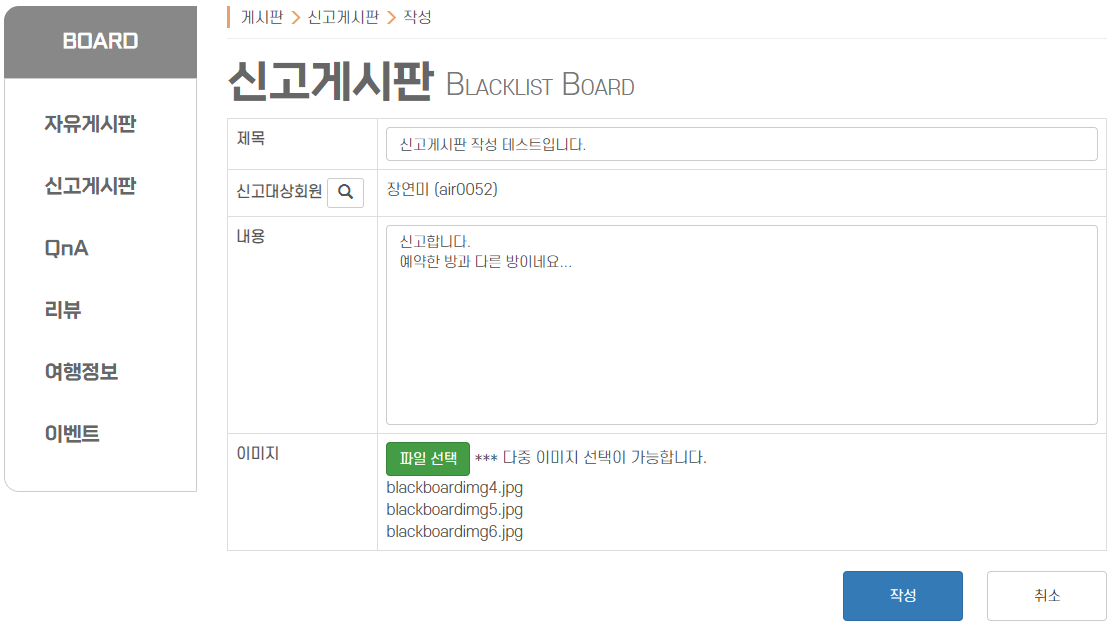 BOARD
자유게시판
신고게시판
QnA
리뷰
여행정보
이벤트
게시판 > 신고게시판 > 작성
신고게시판 BLACKLIST BOARD
제목 신고게시판 작성 테스트입니다.
신고대상회원 장연미 (air0052)
내용 신고합니다.
예약한 방과 다른 방이네요...
이미지 파일 선택 *** 다중 이미지 선택이 가능합니다.
blackboardimg4.jpg
blackboardimg5.jpg
blackboardimg6.jpg
작성 취소